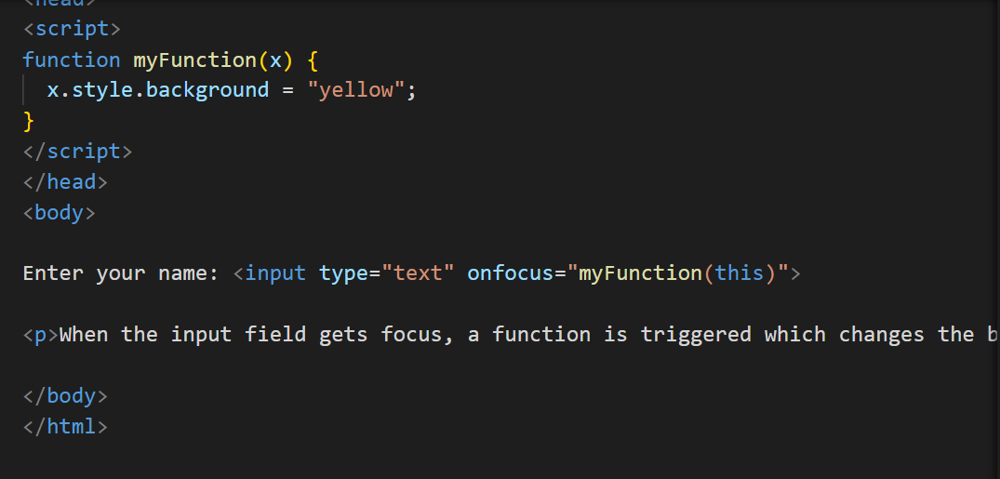 <head>
<script>
function myFunction(x) {
  x.style.background = "yellow";
}
</script>
</head>
<body>
Enter your name: <input type="text" onfocus="myFunction(this)">
<p>When the input field gets focus, a function is triggered which changes the
</body>
</html>